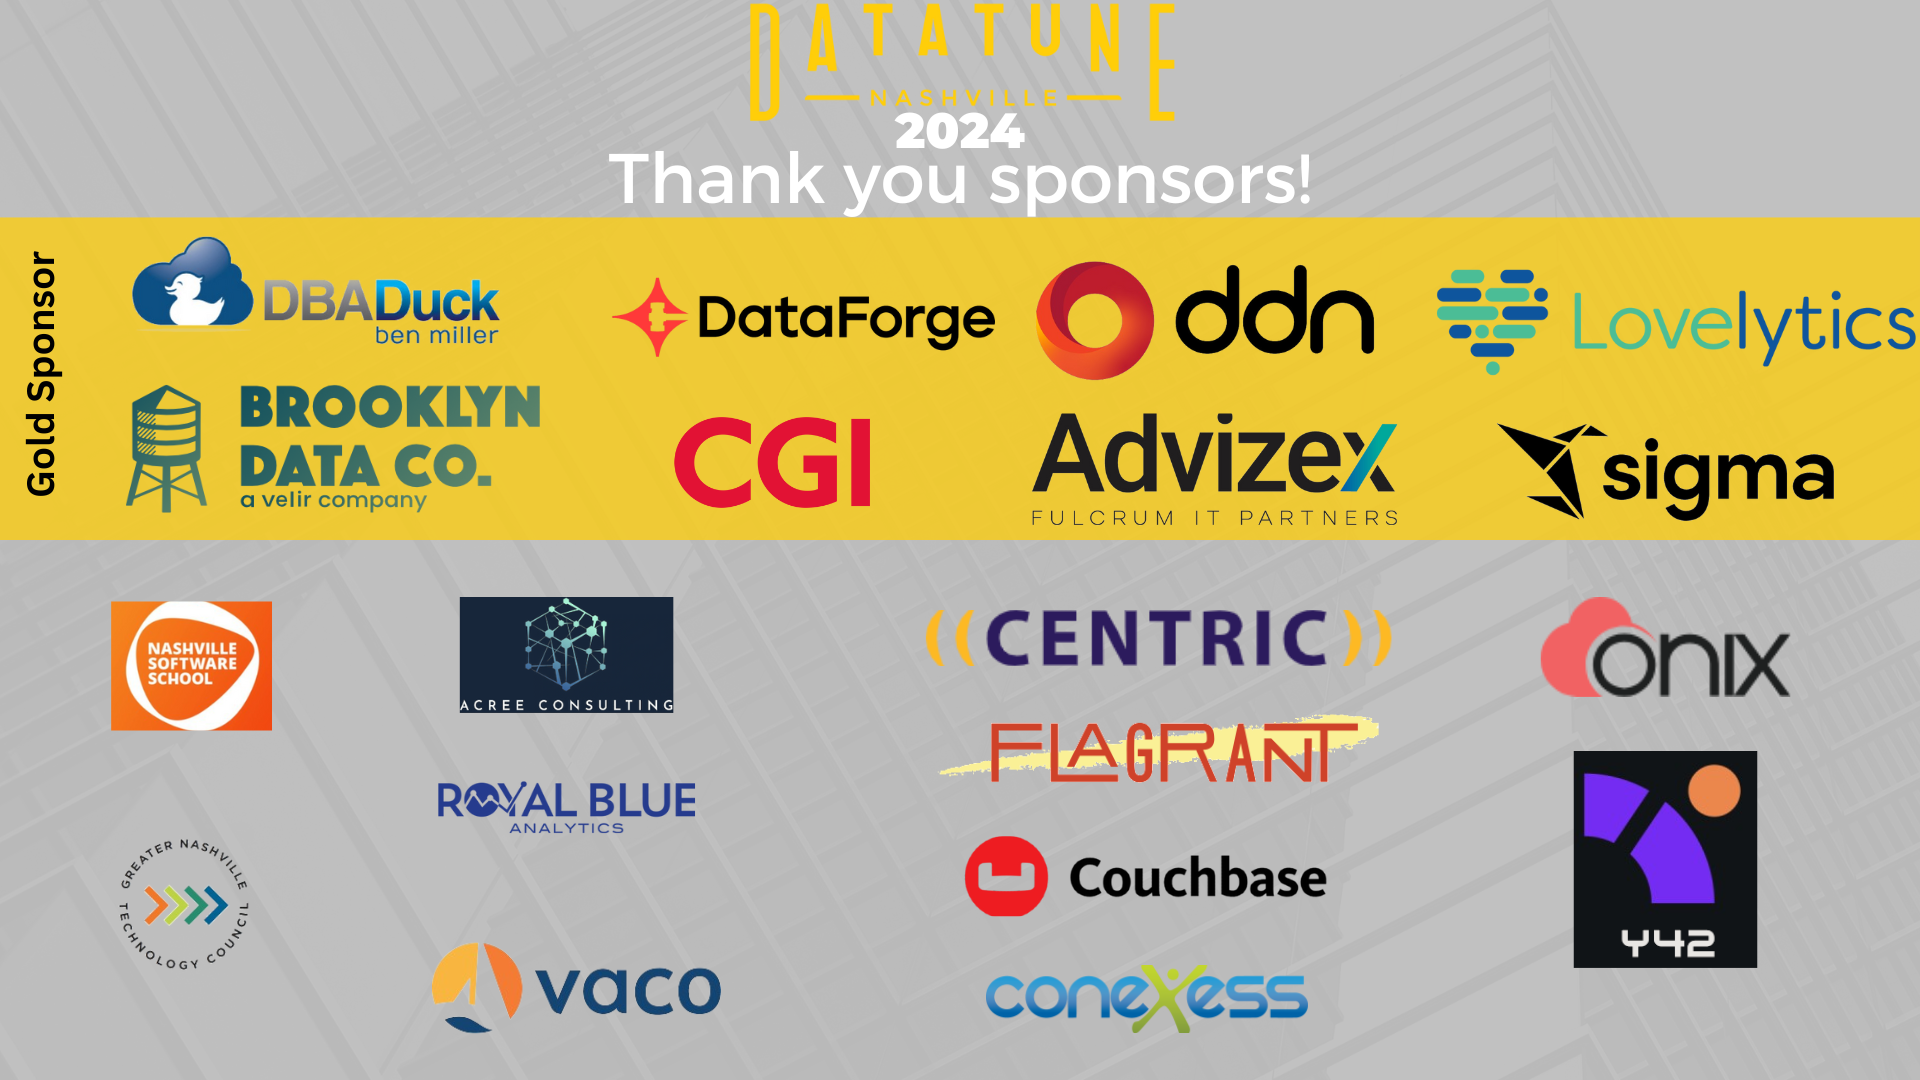 DATATUNE
NASHVILLE
2024
Thank you sponsors!
Gold Sponsor
DBADuck
ben miller
DataForge
ddn
Lovelytics
BROOKLYN
DATA CO.
a velir company
CGI
Advizex
FULCRUM IT PARTNERS
sigma
NASHVILLE
SOFTWARE
SCHOOL
ACREE CONSULTING
CENTRIC
onix
FLAGRANT
ROYAL BLUE
ANALYTICS
GREATER NASHVILLE
TECHNOLOGY COUNCIL
Couchbase
Y42
vaco
coneXess